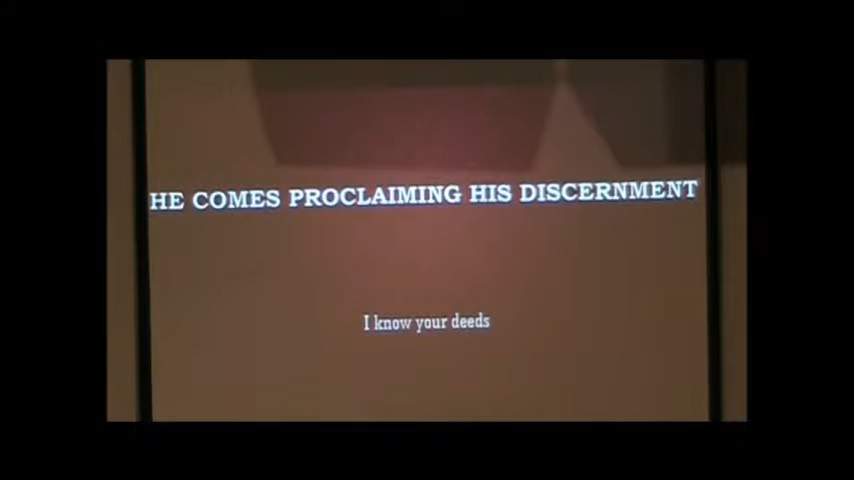 HE COMES PROCLAIMING HIS DISCERNMENT
I know your deeds